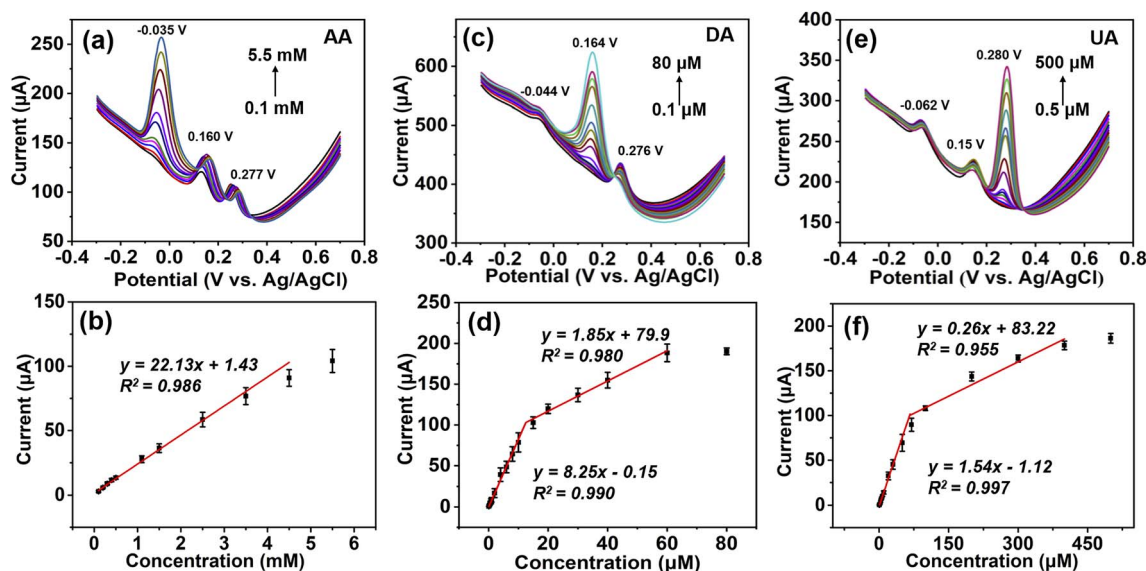 (a) -0.035 V AA
5.5 mM
0.1 mM
0.160 V
0.277 V
250
200
150
100
50
Current (µA)
-0.4 -0.2 0.0 0.2 0.4 0.6 0.8
Potential (V vs. Ag/AgCl)
(c) 0.164 V DA
80 µM
0.1 µM
-0.044 V
0.276 V
600
500
400
300
Current (µA)
-0.4 -0.2 0.0 0.2 0.4 0.6 0.8
Potential (V vs. Ag/AgCl)
(e) 0.280 V UA
500 µM
0.5 µM
-0.062 V
0.15 V
400
350
300
250
200
150
Current (µA)
-0.4 -0.2 0.0 0.2 0.4 0.6 0.8
Potential (V vs. Ag/AgCl)
(b)
y = 22.13x + 1.43
R² = 0.986
150
100
50
0
Current (µA)
0 1 2 3 4 5 6
Concentration (mM)
(d)
y = 1.85x + 79.9
R² = 0.980
y = 8.25x - 0.15
R² = 0.990
250
200
150
100
50
0
Current (µA)
0 20 40 60 80
Concentration (µM)
(f)
y = 0.26x + 83.22
R² = 0.955
y = 1.54x - 1.12
R² = 0.997
200
100
0
Current (µA)
0 150 300 450
Concentration (µM)